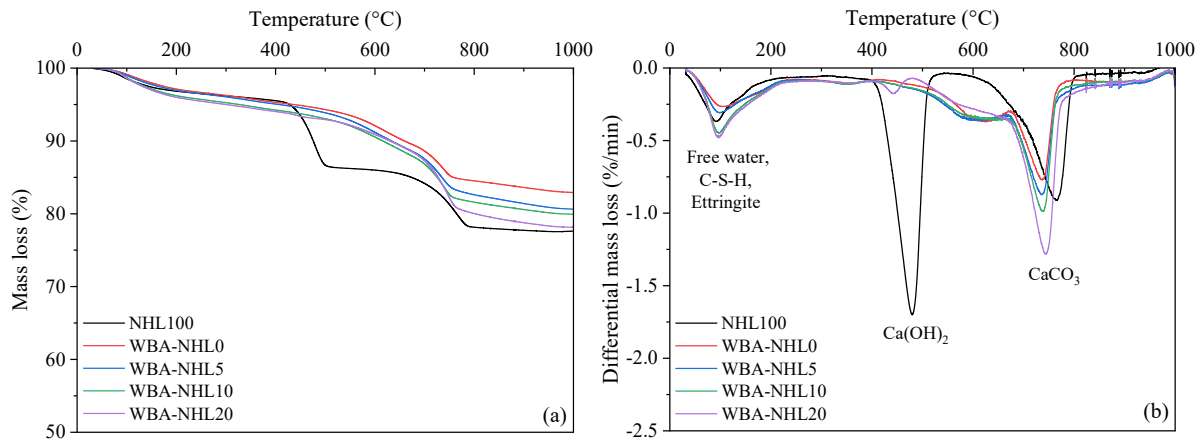 Temperature (°C)
0 200 400 600 800 1000
100
90
80
70
60
50
Mass loss (%)
NHL100
WBA-NHL0
WBA-NHL5
WBA-NHL10
WBA-NHL20
(a)
Temperature (°C)
0 200 400 600 800 1000
0.0
-0.5
-1.0
-1.5
-2.0
-2.5
Differential mass loss (%/min)
Free water,
C-S-H,
Ettringite
Ca(OH)₂
CaCO₃
NHL100
WBA-NHL0
WBA-NHL5
WBA-NHL10
WBA-NHL20
(b)